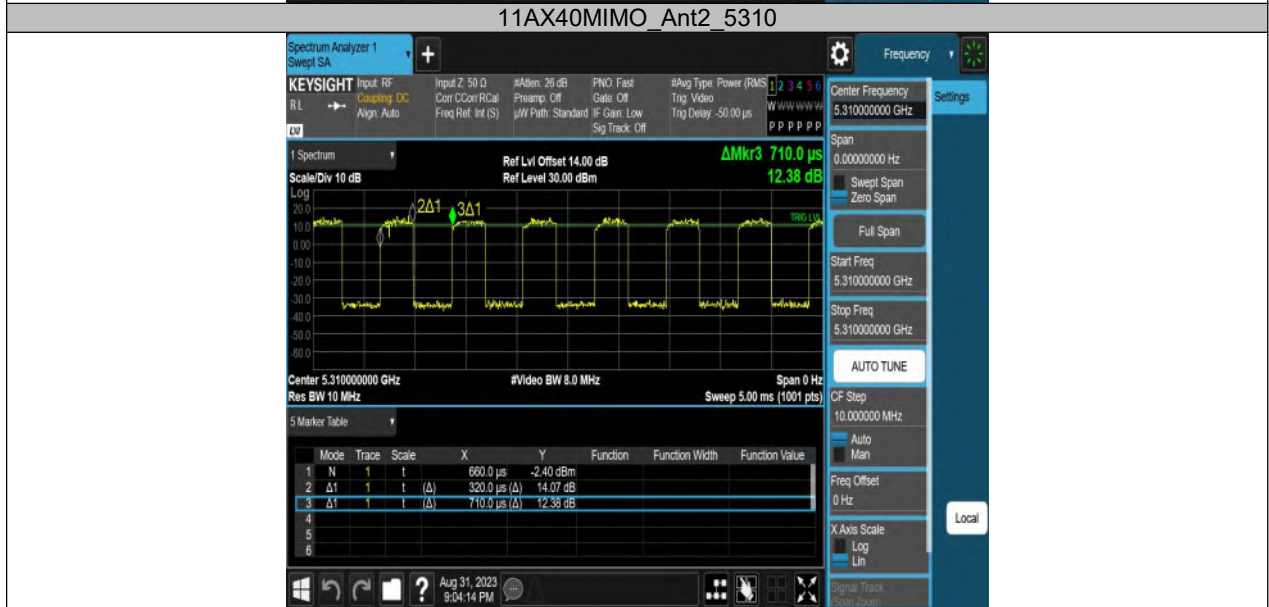 11AX40MIMO_Ant2_5310
Spectrum Analyzer 1
Swept SA
+
Frequency
KEYSIGHT Input: RF Input Z: 50 Ω #Atten: 26 dB PNO: Fast #Avg Type: Power (RMS 1 2 3 4 5 6
RL Coupling: DC Corr CCorr RCal Preamp: Off Gate: Off Trig: Video
Align: Auto Freq Ref: Int (S) µW Path: Standard IF Gain: Low Trig Delay: -50.00 µs W W W W W W
LXI Sig Track: Off P P P P P P
Center Frequency
5.310000000 GHz
Settings
1 Spectrum
Ref Lvl Offset 14.00 dB
ΔMkr3 710.0 µs
Scale/Div 10 dB Ref Level 30.00 dBm 12.38 dB
Log
20.0
10.0
0.00
-10.0
-20.0
-30.0
-40.0
-50.0
-60.0
2Δ1
3Δ1
1
TRIG LVL
Center 5.310000000 GHz #Video BW 8.0 MHz Span 0 Hz
Res BW 10 MHz Sweep 5.00 ms (1001 pts)
Span
0.00000000 Hz
Swept Span
Zero Span
Full Span
Start Freq
5.310000000 GHz
Stop Freq
5.310000000 GHz
AUTO TUNE
CF Step
10.000000 MHz
Auto
Man
Freq Offset
0 Hz
X Axis Scale
Log
Lin
Signal Track
(Span Zoom)
Local
5 Marker Table
Mode Trace Scale X Y Function Function Width Function Value
1 N 1 t 660.0 µs -2.40 dBm
2 Δ1 1 t (Δ) 320.0 µs (Δ) 14.07 dB
3 Δ1 1 t (Δ) 710.0 µs (Δ) 12.38 dB
4
5
6
?
Aug 31, 2023
9:04:14 PM